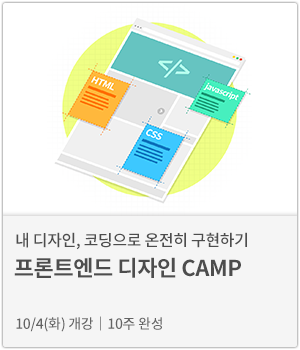 </>
HTML
javascript
CSS
내 디자인, 코딩으로 온전히 구현하기
프론트엔드 디자인 CAMP
10/4(화) 개강 | 10주 완성